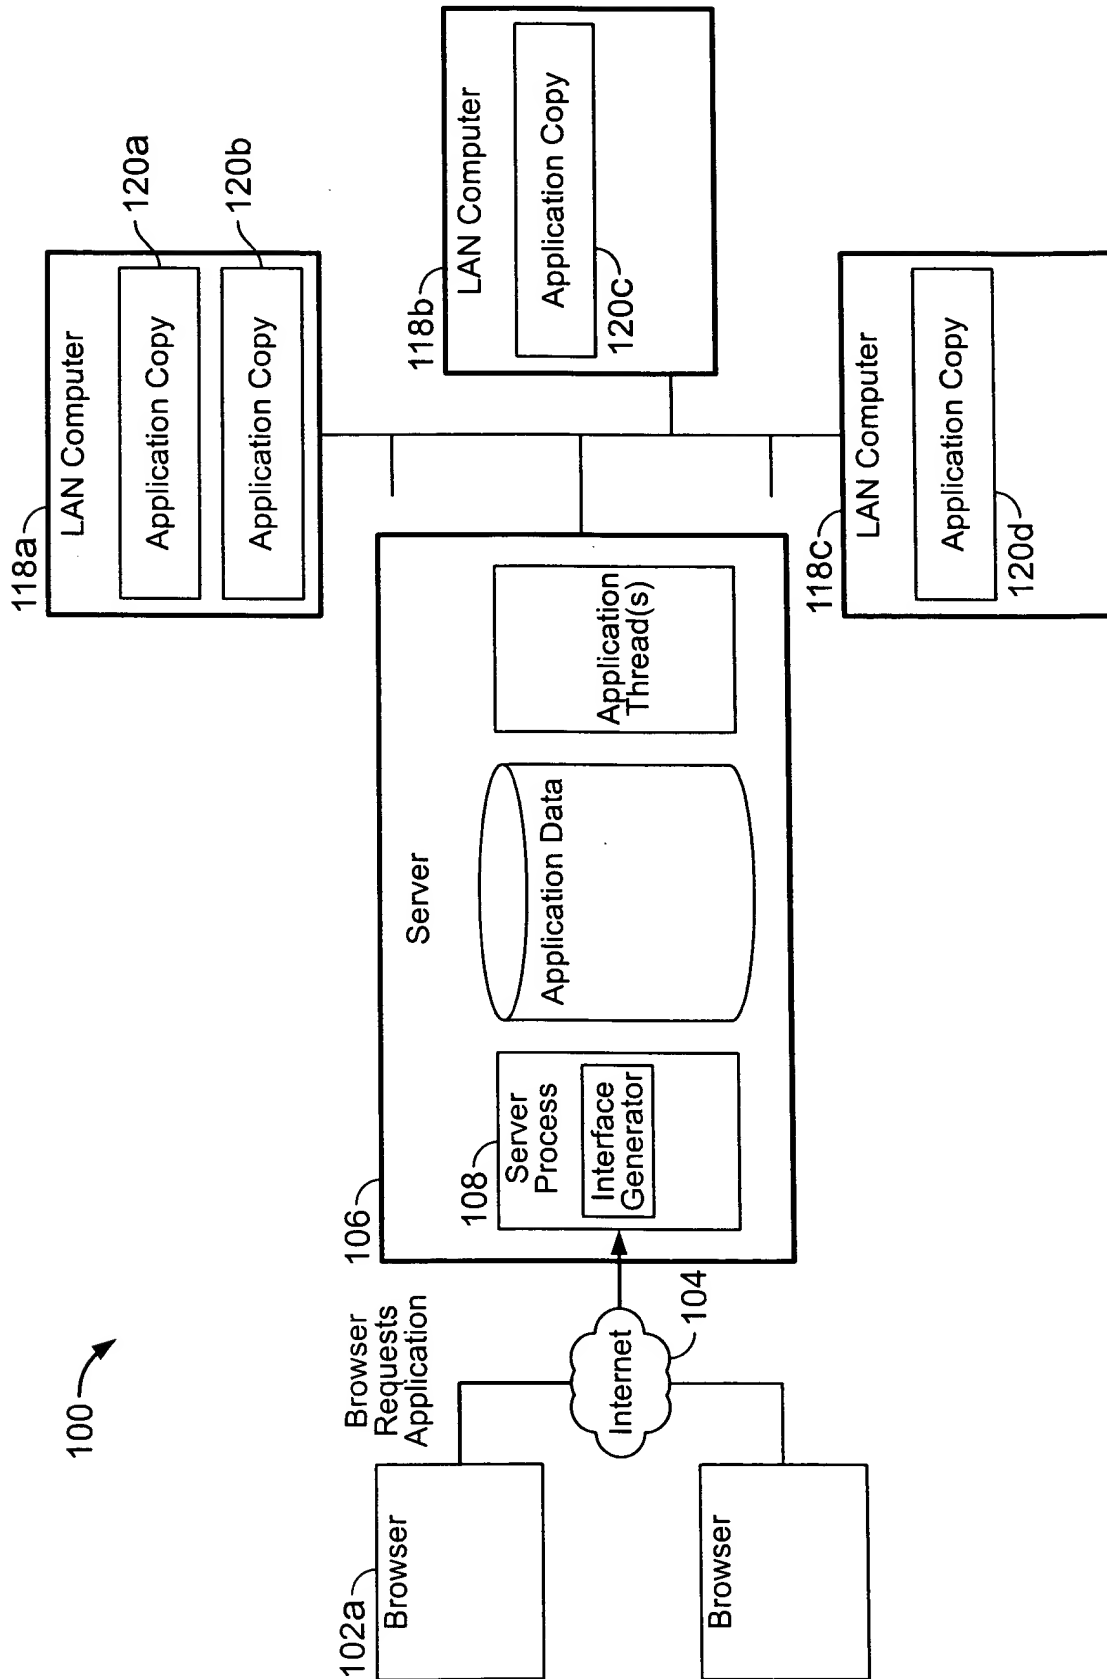 100
118a
LAN Computer
Application Copy
120a
Application Copy
120b
118b
LAN Computer
Application Copy
120c
118c
LAN Computer
Application Copy
120d
106
Server
108
Server
Process
Interface
Generator
Application Data
Application
Thread(s)
Browser
Requests
Application
Internet
104
102a
Browser
Browser